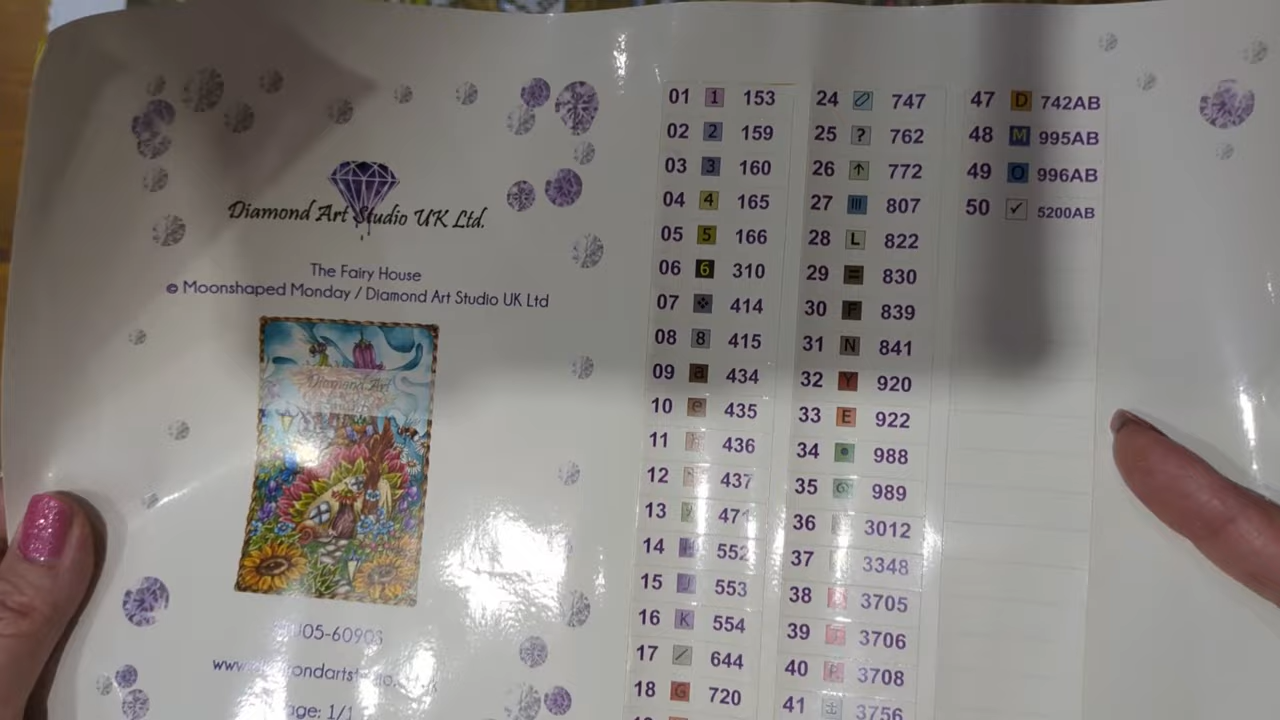 Diamond Art Studio UK Ltd.
The Fairy House
© Moonshaped Monday / Diamond Art Studio UK Ltd
Diamond Art
Page: 1/1
01 1 153
02 2 159
03 3 160
04 4 165
05 5 166
06 6 310
07 ❖ 414
08 8 415
09 a 434
10 e 435
11 436
12 437
13 471
14 H 552
15 J 553
16 K 554
17 / 644
18 G 720
24 747
25 ? 762
26 ↑ 772
27 807
28 L 822
29 = 830
30 F 839
31 N 841
32 Y 920
33 E 922
34 988
35 989
36 3012
37 3348
38 3705
39 3706
40 3708
41 ⚓ 3756
47 D 742AB
48 M 995AB
49 O 996AB
50 ✓ 5200AB